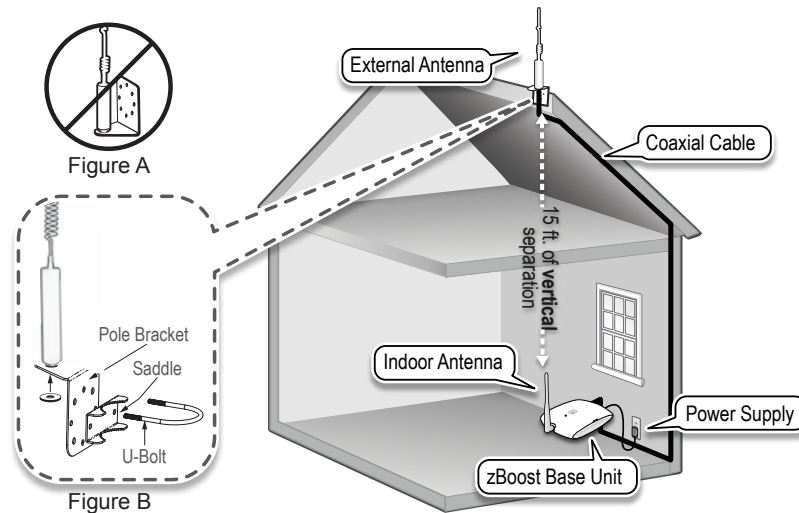 External Antenna
Figure A
Coaxial Cable
15 ft. of vertical
separation
Pole Bracket
Saddle
U-Bolt
Figure B
Indoor Antenna
Power Supply
zBoost Base Unit